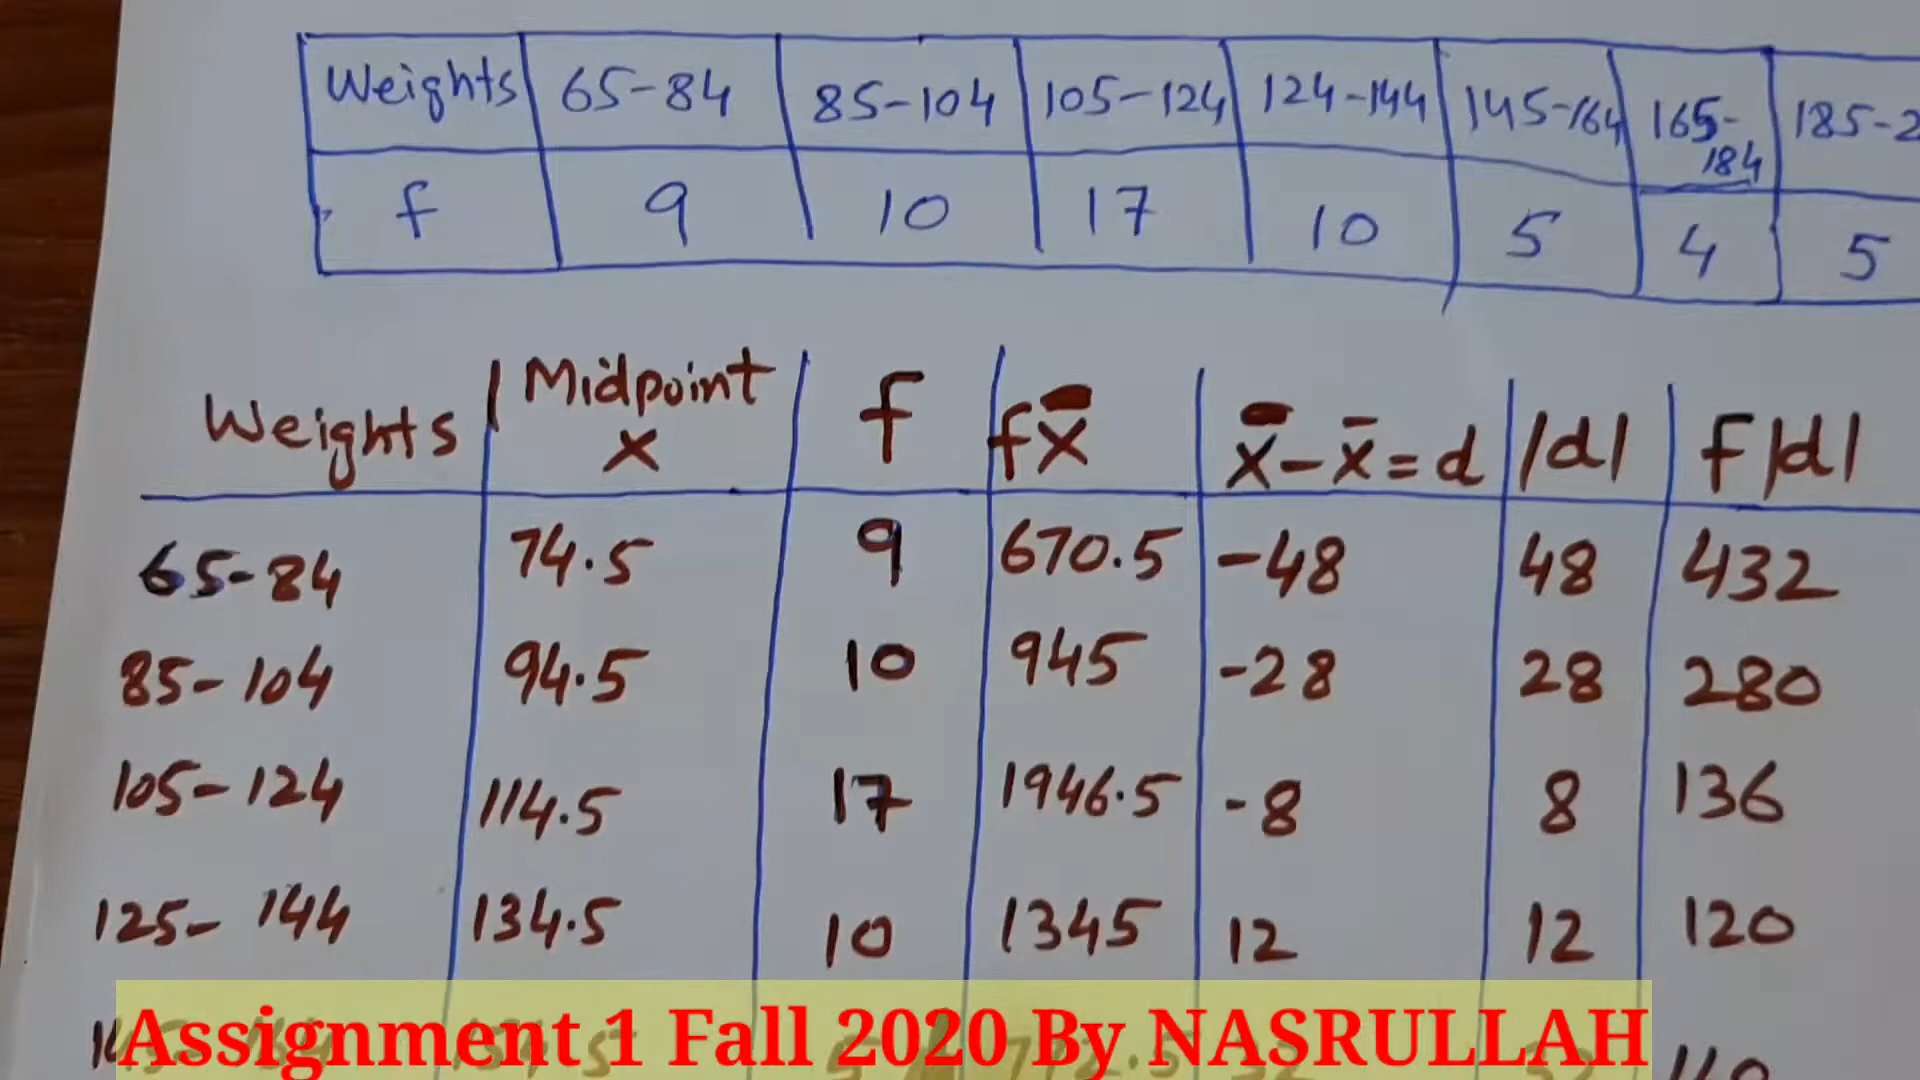 Weights 65-84 85-104 105-124 124-144 145-164 165-184 185-2
f 9 10 17 10 5 4 5
Weights Midpoint x f fx x-x̄=d |d| f|d|
65-84 74.5 9 670.5 -48 48 432
85-104 94.5 10 945 -28 28 280
105-124 114.5 17 1946.5 -8 8 136
125-144 134.5 10 1345 12 12 120
Assignment 1 Fall 2020 By NASRULLAH